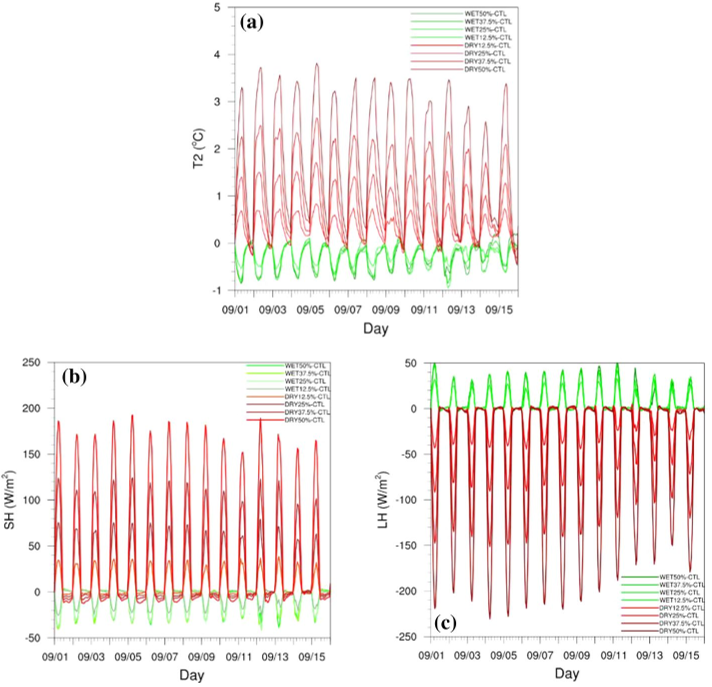 (a)
WET50%-CTL
WET37.5%-CTL
WET25%-CTL
WET12.5%-CTL
DRY12.5%-CTL
DRY25%-CTL
DRY37.5%-CTL
DRY50%-CTL
5
4
3
2
1
0
-1
T2 (°C)
09/01 09/03 09/05 09/07 09/09 09/11 09/13 09/15
Day
(b)
WET50%-CTL
WET37.5%-CTL
WET25%-CTL
WET12.5%-CTL
DRY12.5%-CTL
DRY25%-CTL
DRY37.5%-CTL
DRY50%-CTL
250
200
150
100
50
0
-50
SH (W/m²)
09/01 09/03 09/05 09/07 09/09 09/11 09/13 09/15
Day
50
0
-50
-100
-150
-200
-250
LH (W/m²)
WET50%-CTL
WET37.5%-CTL
WET25%-CTL
WET12.5%-CTL
DRY12.5%-CTL
DRY25%-CTL
DRY37.5%-CTL
DRY50%-CTL
(c)
09/01 09/03 09/05 09/07 09/09 09/11 09/13 09/15
Day